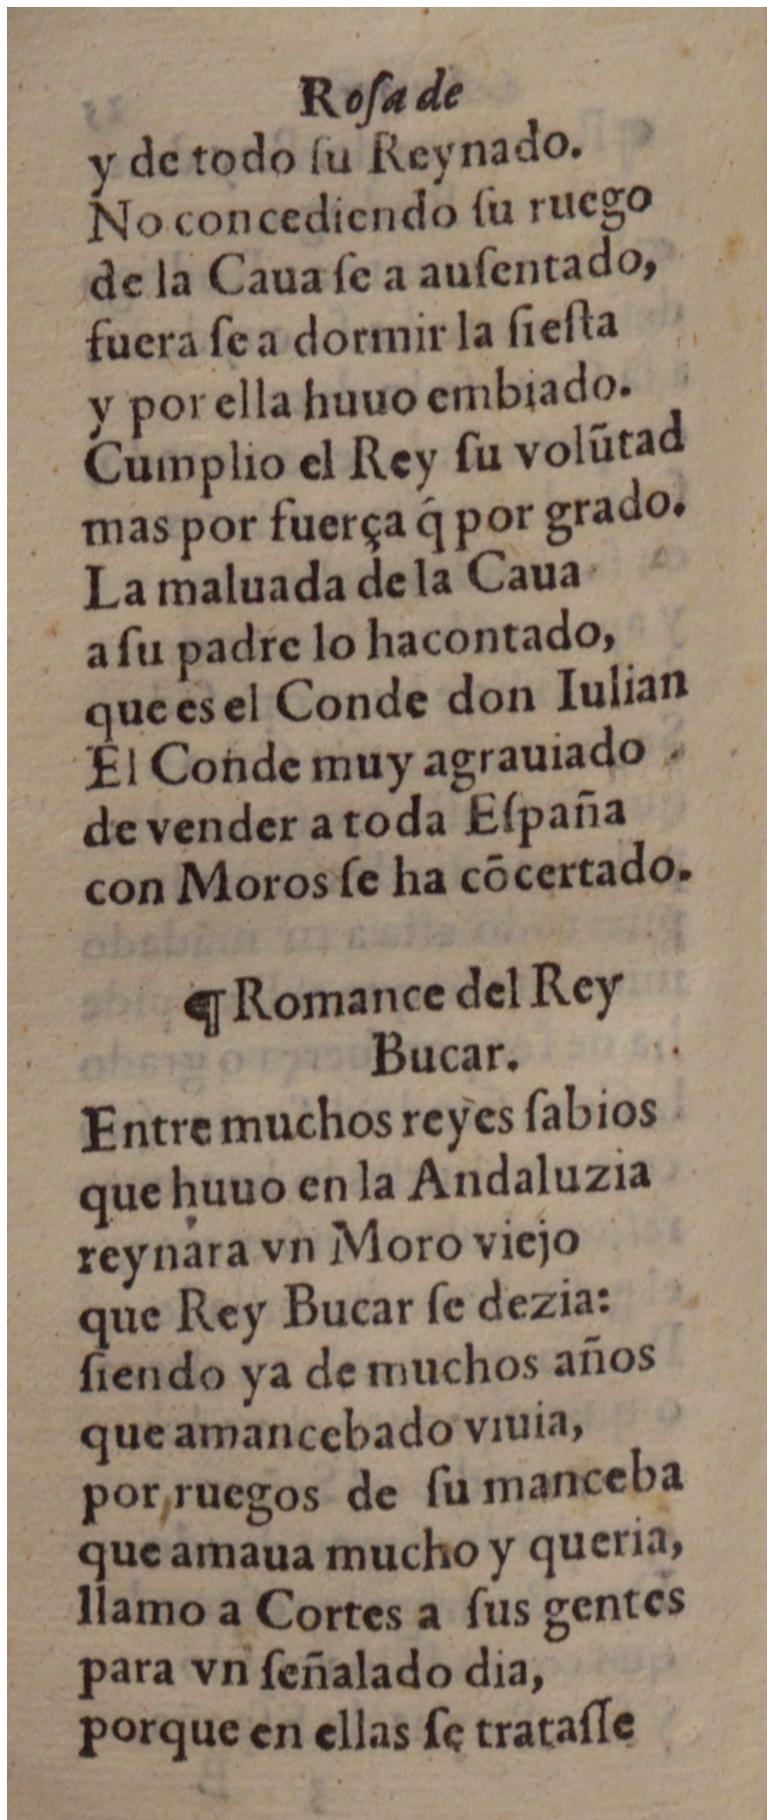 Rosa de
y de todo ſu Reynado.
No concediendo ſu ruego
de la Caua ſe a auſentado,
fuera ſe a dormir la ſieſta
y por ella huuo embiado.
Cumplio el Rey ſu volũtad
mas por fuerça q̃ por grado.
La maluada de la Caua
a ſu padre lo hacontado,
que es el Conde don Iulian
El Conde muy agrauiado
de vender a toda Eſpaña
con Moros ſe ha cõcertado.
¶ Romance del Rey
Bucar.
Entre muchos reyes ſabios
que huuo en la Andaluzia
reynara vn Moro viejo
que Rey Bucar ſe dezia:
ſiendo ya de muchos años
que amancebado viuia,
por ruegos de ſu manceba
que amaua mucho y queria,
llamo a Cortes a ſus gentes
para vn ſeñalado dia,
porque en ellas ſe trataſſe